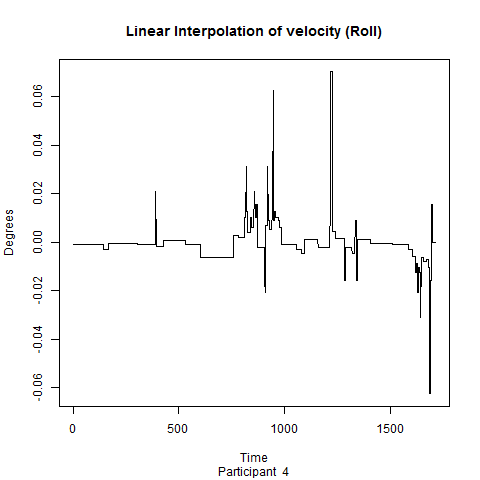 Linear Interpolation of velocity (Roll)
Degrees
0.06
0.04
0.02
0.00
-0.02
-0.04
-0.06
0 500 1000 1500
Time
Participant 4